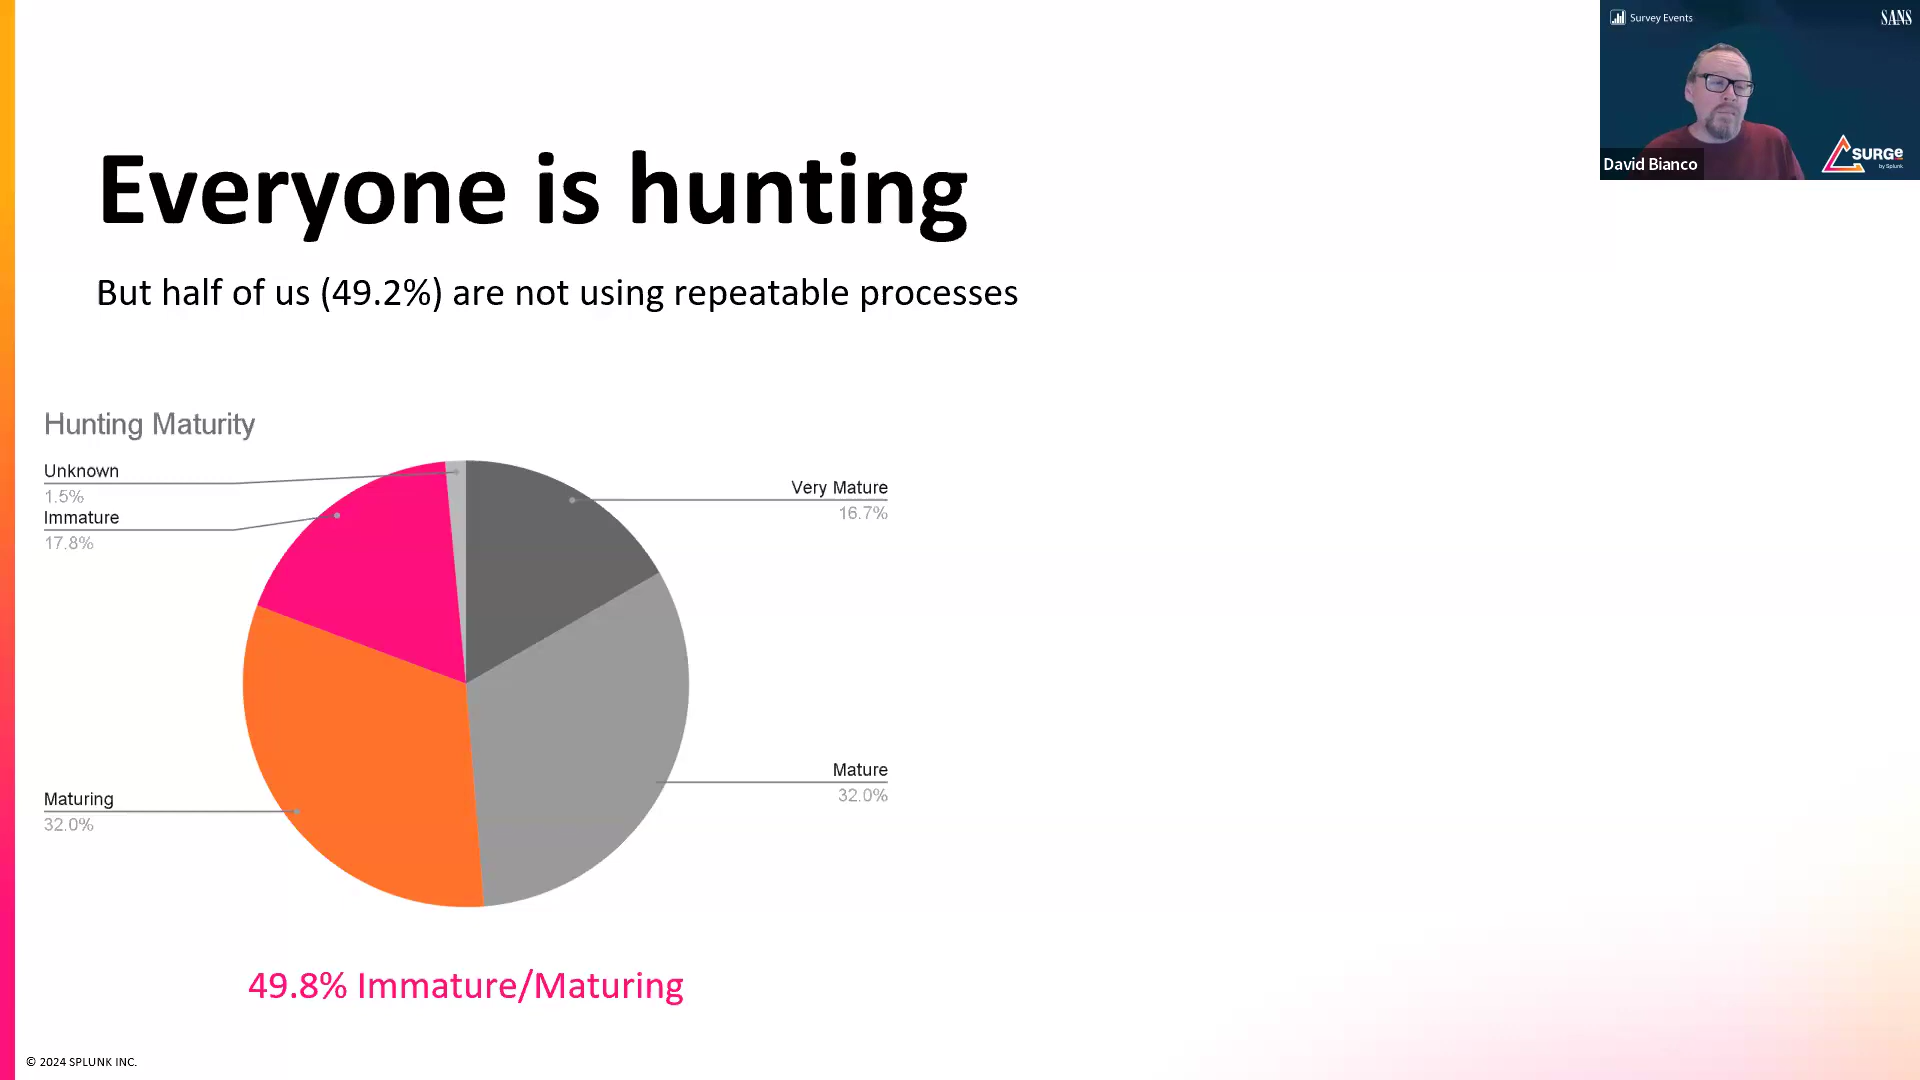 Survey Events
SANS
David Bianco
SURGe
by Splunk
Everyone is hunting
But half of us (49.2%) are not using repeatable processes
Hunting Maturity
Unknown
1.5%
Immature
17.8%
Very Mature
16.7%
Mature
32.0%
Maturing
32.0%
49.8% Immature/Maturing
© 2024 SPLUNK INC.